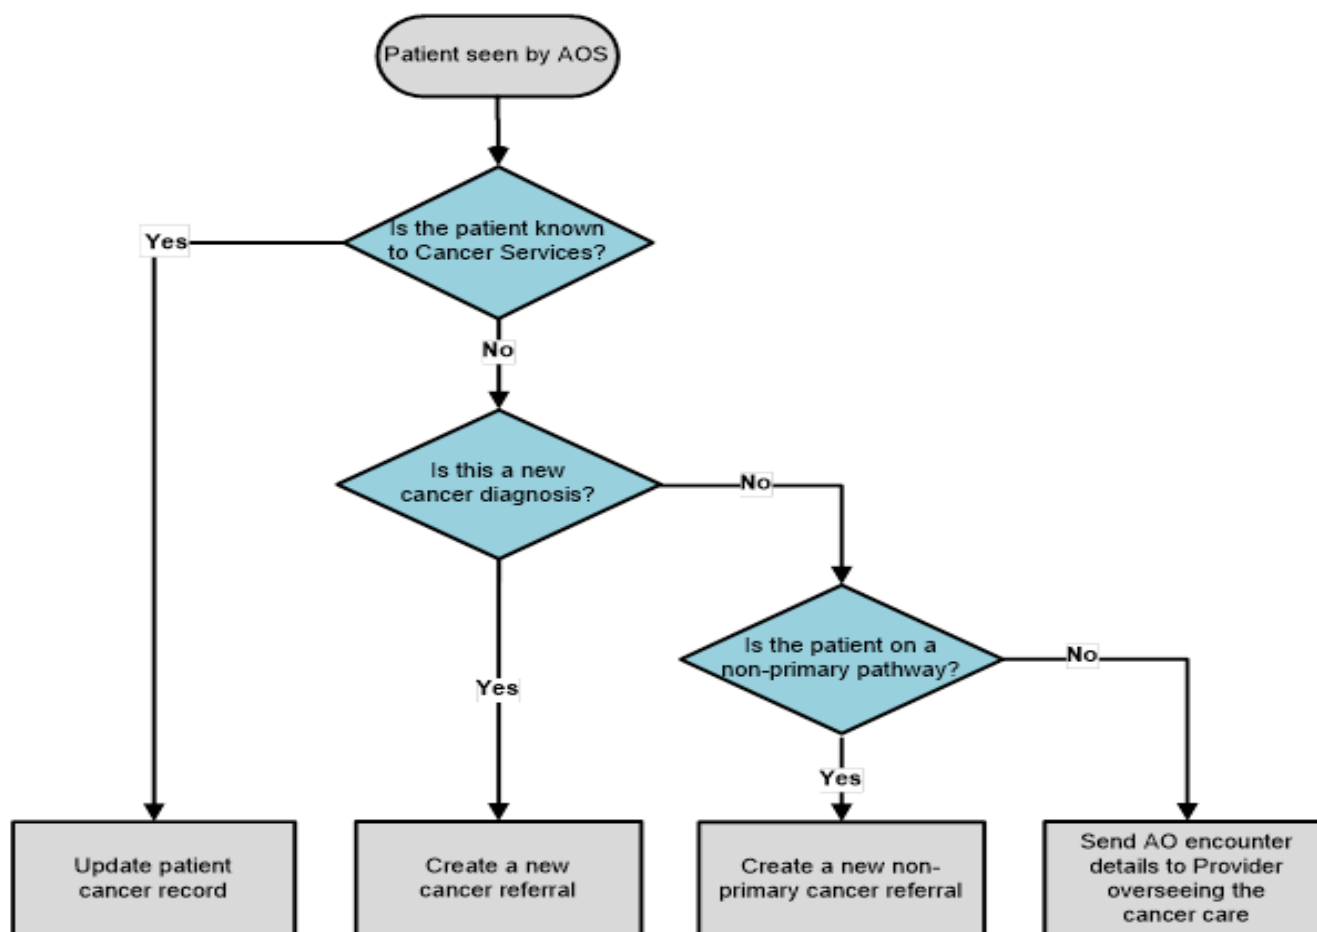 Patient seen by AOS
Is the patient known
to Cancer Services?
Yes
No
Is this a new
cancer diagnosis?
No
Is the patient on a
non-primary pathway?
No
Yes
Yes
Update patient
cancer record
Create a new
cancer referral
Create a new non-
primary cancer referral
Send AO encounter
details to Provider
overseeing the
cancer care